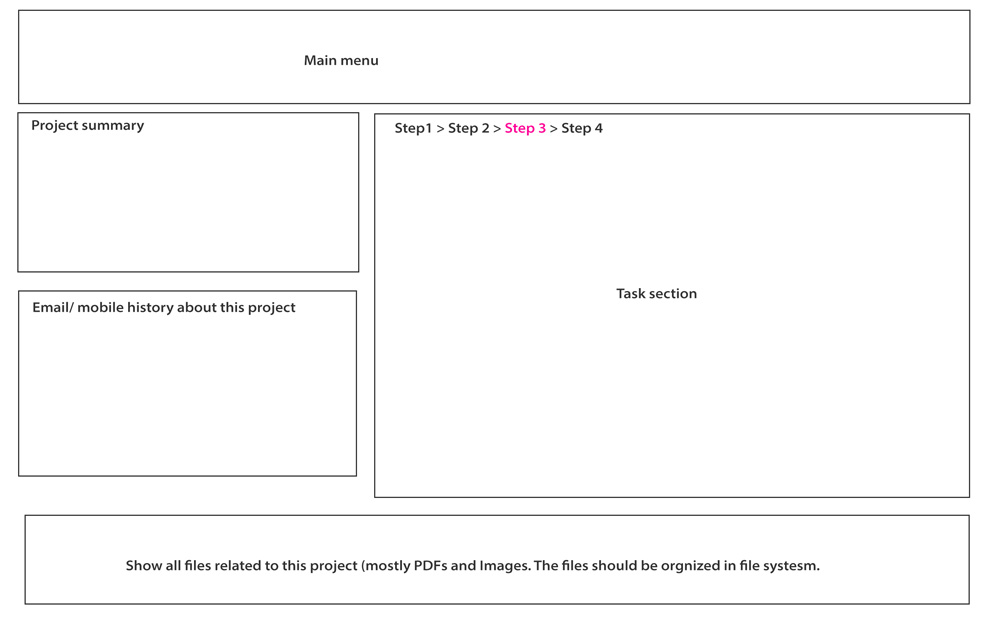 Main menu
Project summary
Step1 > Step 2 > Step 3 > Step 4
Task section
Email/ mobile history about this project
Show all files related to this project (mostly PDFs and Images. The files should be orgnized in file systesm.